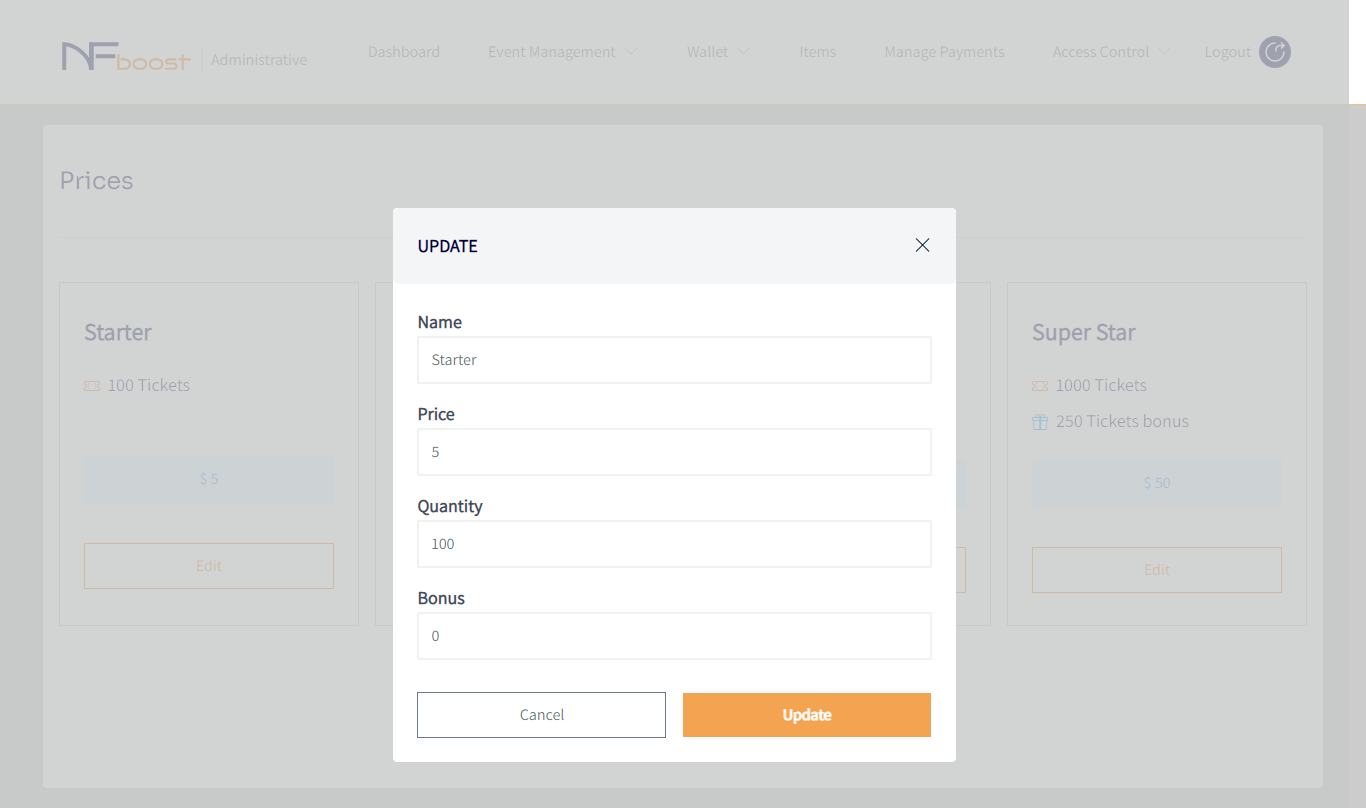 NFboost | Administrative
Dashboard
Event Management
Wallet
Items
Manage Payments
Access Control
Logout
Prices
Starter
100 Tickets
$ 5
Edit
UPDATE
Name
Starter
Price
5
Quantity
100
Bonus
0
Cancel
Update
Super Star
1000 Tickets
250 Tickets bonus
$ 50
Edit